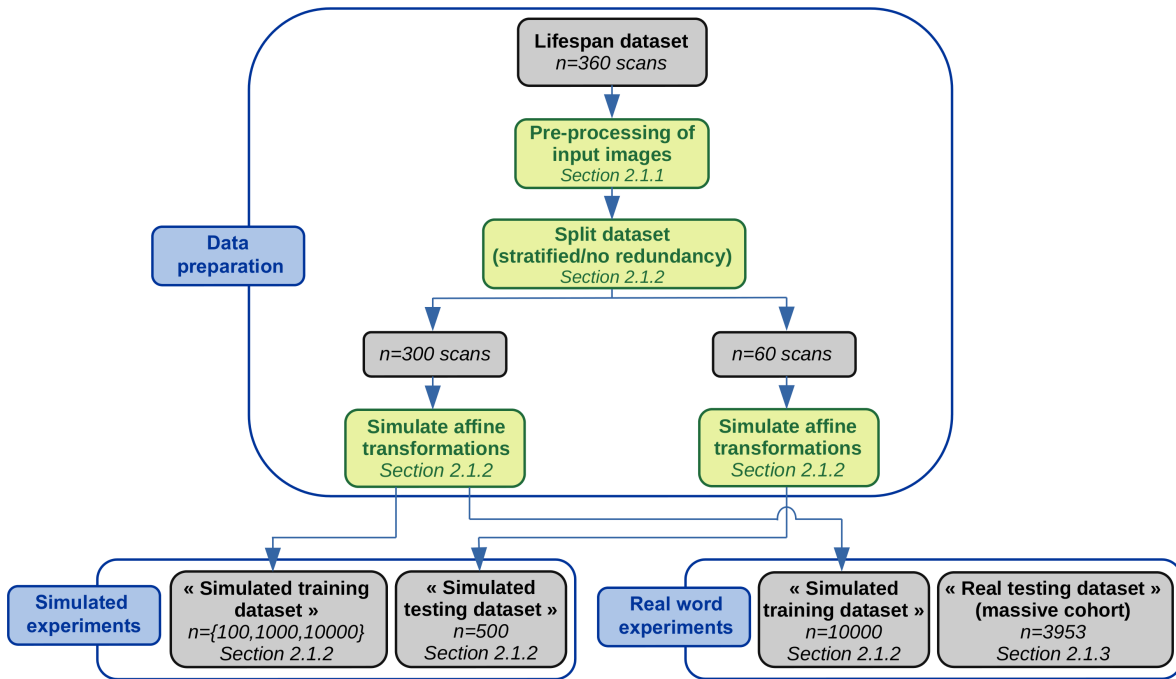 Lifespan dataset
n=360 scans
Pre-processing of
input images
Section 2.1.1
Data
preparation
Split dataset
(stratified/no redundancy)
Section 2.1.2
n=300 scans
n=60 scans
Simulate affine
transformations
Section 2.1.2
Simulate affine
transformations
Section 2.1.2
Simulated
experiments
« Simulated training
dataset »
n={100,1000,10000}
Section 2.1.2
« Simulated
testing dataset »
n=500
Section 2.1.2
Real word
experiments
« Simulated
training dataset »
n=10000
Section 2.1.2
« Real testing dataset »
(massive cohort)
n=3953
Section 2.1.3